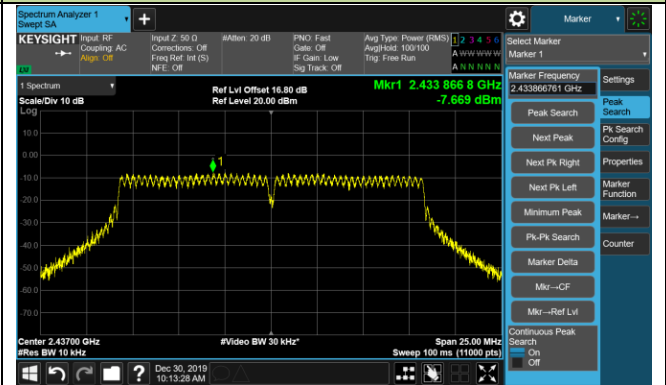 Spectrum Analyzer 1
Swept SA
+
Marker
KEYSIGHT Input: RF
Coupling: AC
Align: Off
Input Z: 50 Ω
Corrections: Off
Freq Ref: Int (S)
NFE: Off
#Atten: 20 dB
PNO: Fast
Gate: Off
IF Gain: Low
Sig Track: Off
Avg Type: Power (RMS)
Avg|Hold: 100/100
Trig: Free Run
1 2 3 4 5 6
A W W W W W
A N N N N N
Select Marker
Marker 1
1 Spectrum
Scale/Div 10 dB
Ref Lvl Offset 16.80 dB
Ref Level 20.00 dBm
Mkr1 2.433 866 8 GHz
-7.669 dBm
Log
10.0
0.00
-10.0
-20.0
-30.0
-40.0
-50.0
-60.0
-70.0
1
Center 2.43700 GHz
#Res BW 10 kHz
#Video BW 30 kHz*
Span 25.00 MHz
Sweep 100 ms (11000 pts)
Marker Frequency
2.433866761 GHz
Peak Search
Next Peak
Next Pk Right
Next Pk Left
Minimum Peak
Pk-Pk Search
Marker Delta
Mkr→CF
Mkr→Ref Lvl
Continuous Peak
Search
On
Off
Settings
Peak
Search
Pk Search
Config
Properties
Marker
Function
Marker→
Counter
?
Dec 30, 2019
10:13:28 AM